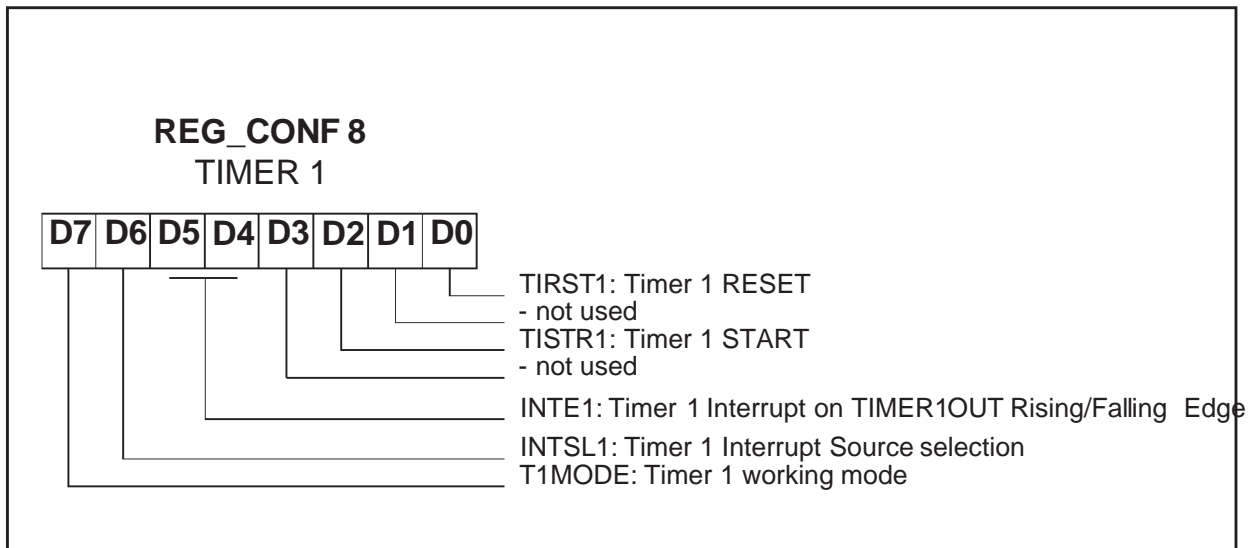 REG_CONF 8
TIMER 1
D7 D6 D5 D4 D3 D2 D1 D0
TIRST1: Timer 1 RESET
- not used
TISTR1: Timer 1 START
- not used
INTE1: Timer 1 Interrupt on TIMER1OUT Rising/Falling Edge
INTSL1: Timer 1 Interrupt Source selection
T1MODE: Timer 1 working mode